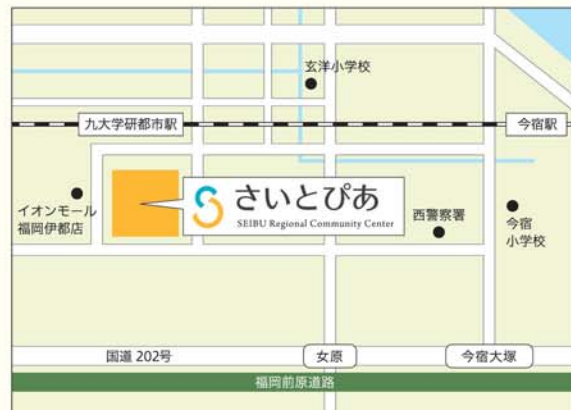 玄洋小学校
九大学研都市駅
今宿駅
イオンモール
福岡伊都店
さいとぴあ
SEIBU Regional Community Center
西警察署
今宿
小学校
国道 202号
女原
今宿大塚
福岡前原道路